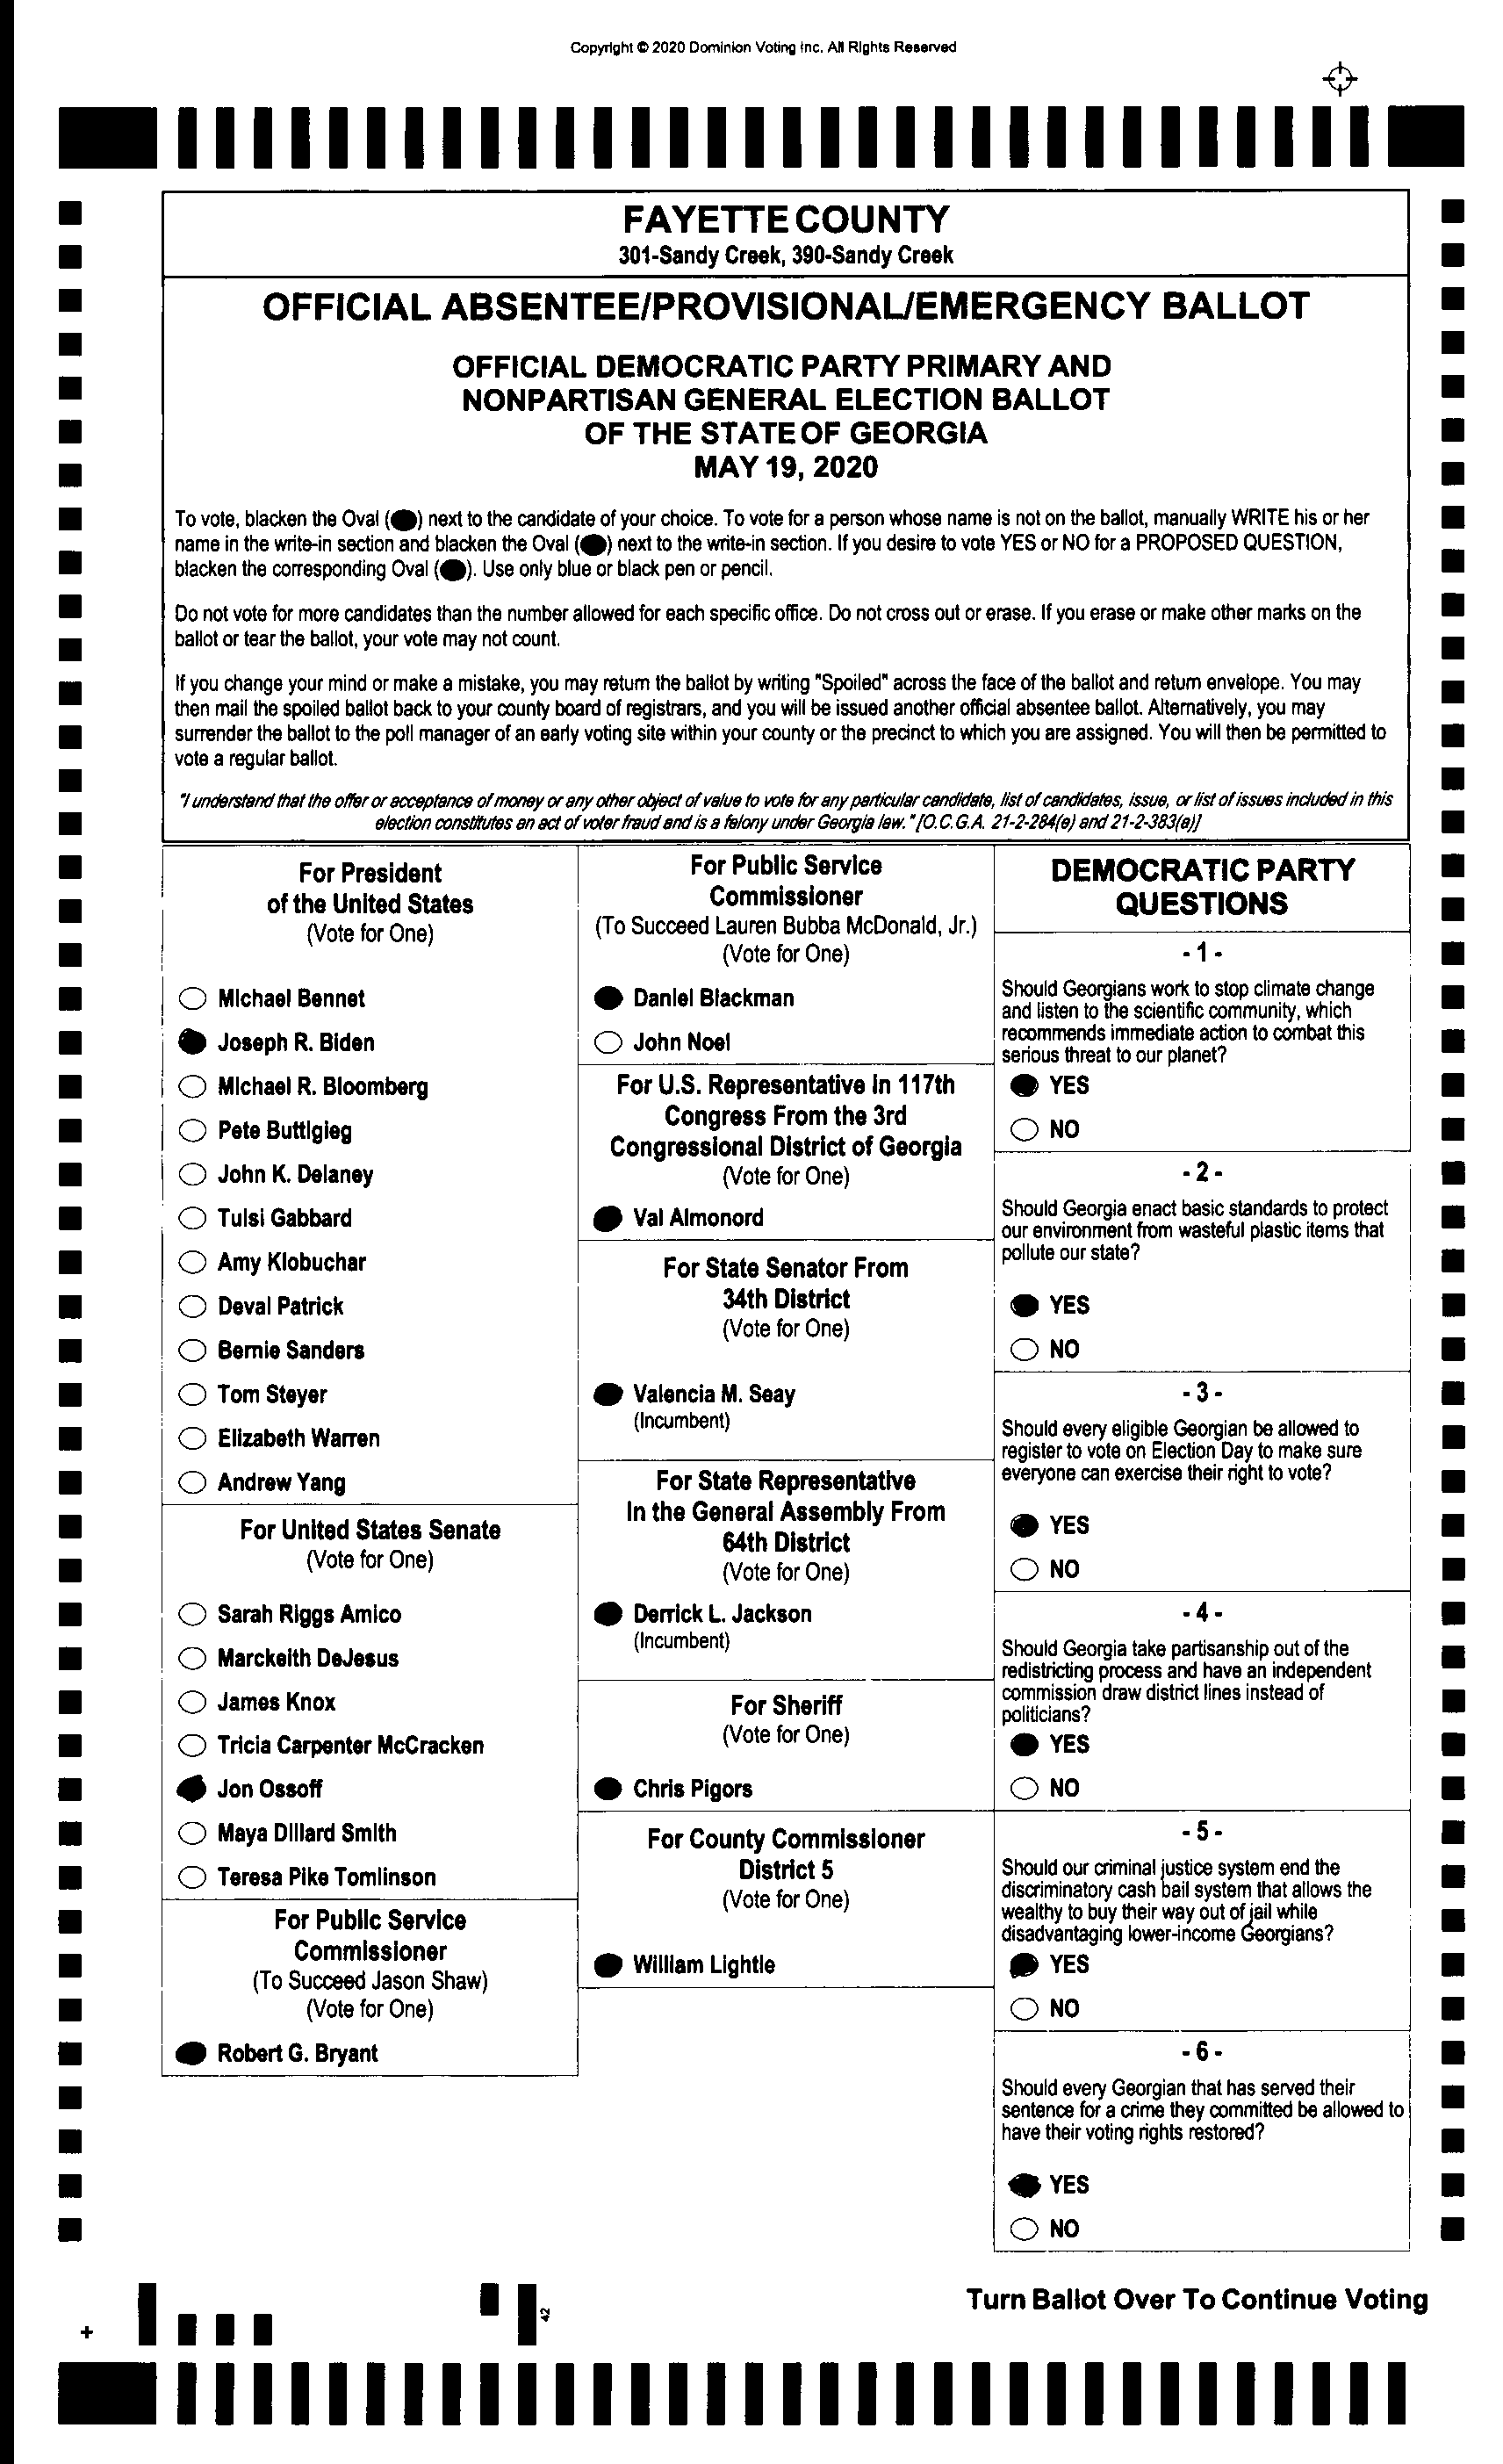 Copyright © 2020 Dominion Voting Inc. All Rights Reserved
FAYETTE COUNTY
301-Sandy Creek, 390-Sandy Creek
OFFICIAL ABSENTEE/PROVISIONAL/EMERGENCY BALLOT
OFFICIAL DEMOCRATIC PARTY PRIMARY AND
NONPARTISAN GENERAL ELECTION BALLOT
OF THE STATE OF GEORGIA
MAY 19, 2020
To vote, blacken the Oval ( ) next to the candidate of your choice. To vote for a person whose name is not on the ballot, manually WRITE his or her
name in the write-in section and blacken the Oval ( ) next to the write-in section. If you desire to vote YES or NO for a PROPOSED QUESTION,
blacken the corresponding Oval ( ). Use only blue or black pen or pencil.
Do not vote for more candidates than the number allowed for each specific office. Do not cross out or erase. If you erase or make other marks on the
ballot or tear the ballot, your vote may not count.
If you change your mind or make a mistake, you may return the ballot by writing "Spoiled" across the face of the ballot and return envelope. You may
then mail the spoiled ballot back to your county board of registrars, and you will be issued another official absentee ballot. Alternatively, you may
surrender the ballot to the poll manager of an early voting site within your county or the precinct to which you are assigned. You will then be permitted to
vote a regular ballot.
"I understand that the offer or acceptance of money or any other object of value to vote for any particular candidate, list of candidates, issue, or list of issues included in this
election constitutes an act of voter fraud and is a felony under Georgia law." [O.C.G.A. 21-2-284(e) and 21-2-383(a)]
For President
of the United States
(Vote for One)
Michael Bennet
Joseph R. Biden
Michael R. Bloomberg
Pete Buttigieg
John K. Delaney
Tulsi Gabbard
Amy Klobuchar
Deval Patrick
Bernie Sanders
Tom Steyer
Elizabeth Warren
Andrew Yang
For United States Senate
(Vote for One)
Sarah Riggs Amico
Marckeith DeJesus
James Knox
Tricia Carpenter McCracken
Jon Ossoff
Maya Dillard Smith
Teresa Pike Tomlinson
For Public Service
Commissioner
(To Succeed Jason Shaw)
(Vote for One)
Robert G. Bryant
For Public Service
Commissioner
(To Succeed Lauren Bubba McDonald, Jr.)
(Vote for One)
Daniel Blackman
John Noel
For U.S. Representative in 117th
Congress From the 3rd
Congressional District of Georgia
(Vote for One)
Val Almonord
For State Senator From
34th District
(Vote for One)
Valencia M. Seay
(Incumbent)
For State Representative
In the General Assembly From
64th District
(Vote for One)
Derrick L. Jackson
(Incumbent)
For Sheriff
(Vote for One)
Chris Pigors
For County Commissioner
District 5
(Vote for One)
William Lightle
DEMOCRATIC PARTY
QUESTIONS
- 1 -
Should Georgians work to stop climate change
and listen to the scientific community, which
recommends immediate action to combat this
serious threat to our planet?
YES
NO
- 2 -
Should Georgia enact basic standards to protect
our environment from wasteful plastic items that
pollute our state?
YES
NO
- 3 -
Should every eligible Georgian be allowed to
register to vote on Election Day to make sure
everyone can exercise their right to vote?
YES
NO
- 4 -
Should Georgia take partisanship out of the
redistricting process and have an independent
commission draw district lines instead of
politicians?
YES
NO
- 5 -
Should our criminal justice system end the
discriminatory cash bail system that allows the
wealthy to buy their way out of jail while
disadvantaging lower-income Georgians?
YES
NO
- 6 -
Should every Georgian that has served their
sentence for a crime they committed be allowed to
have their voting rights restored?
YES
NO
Turn Ballot Over To Continue Voting
42
+